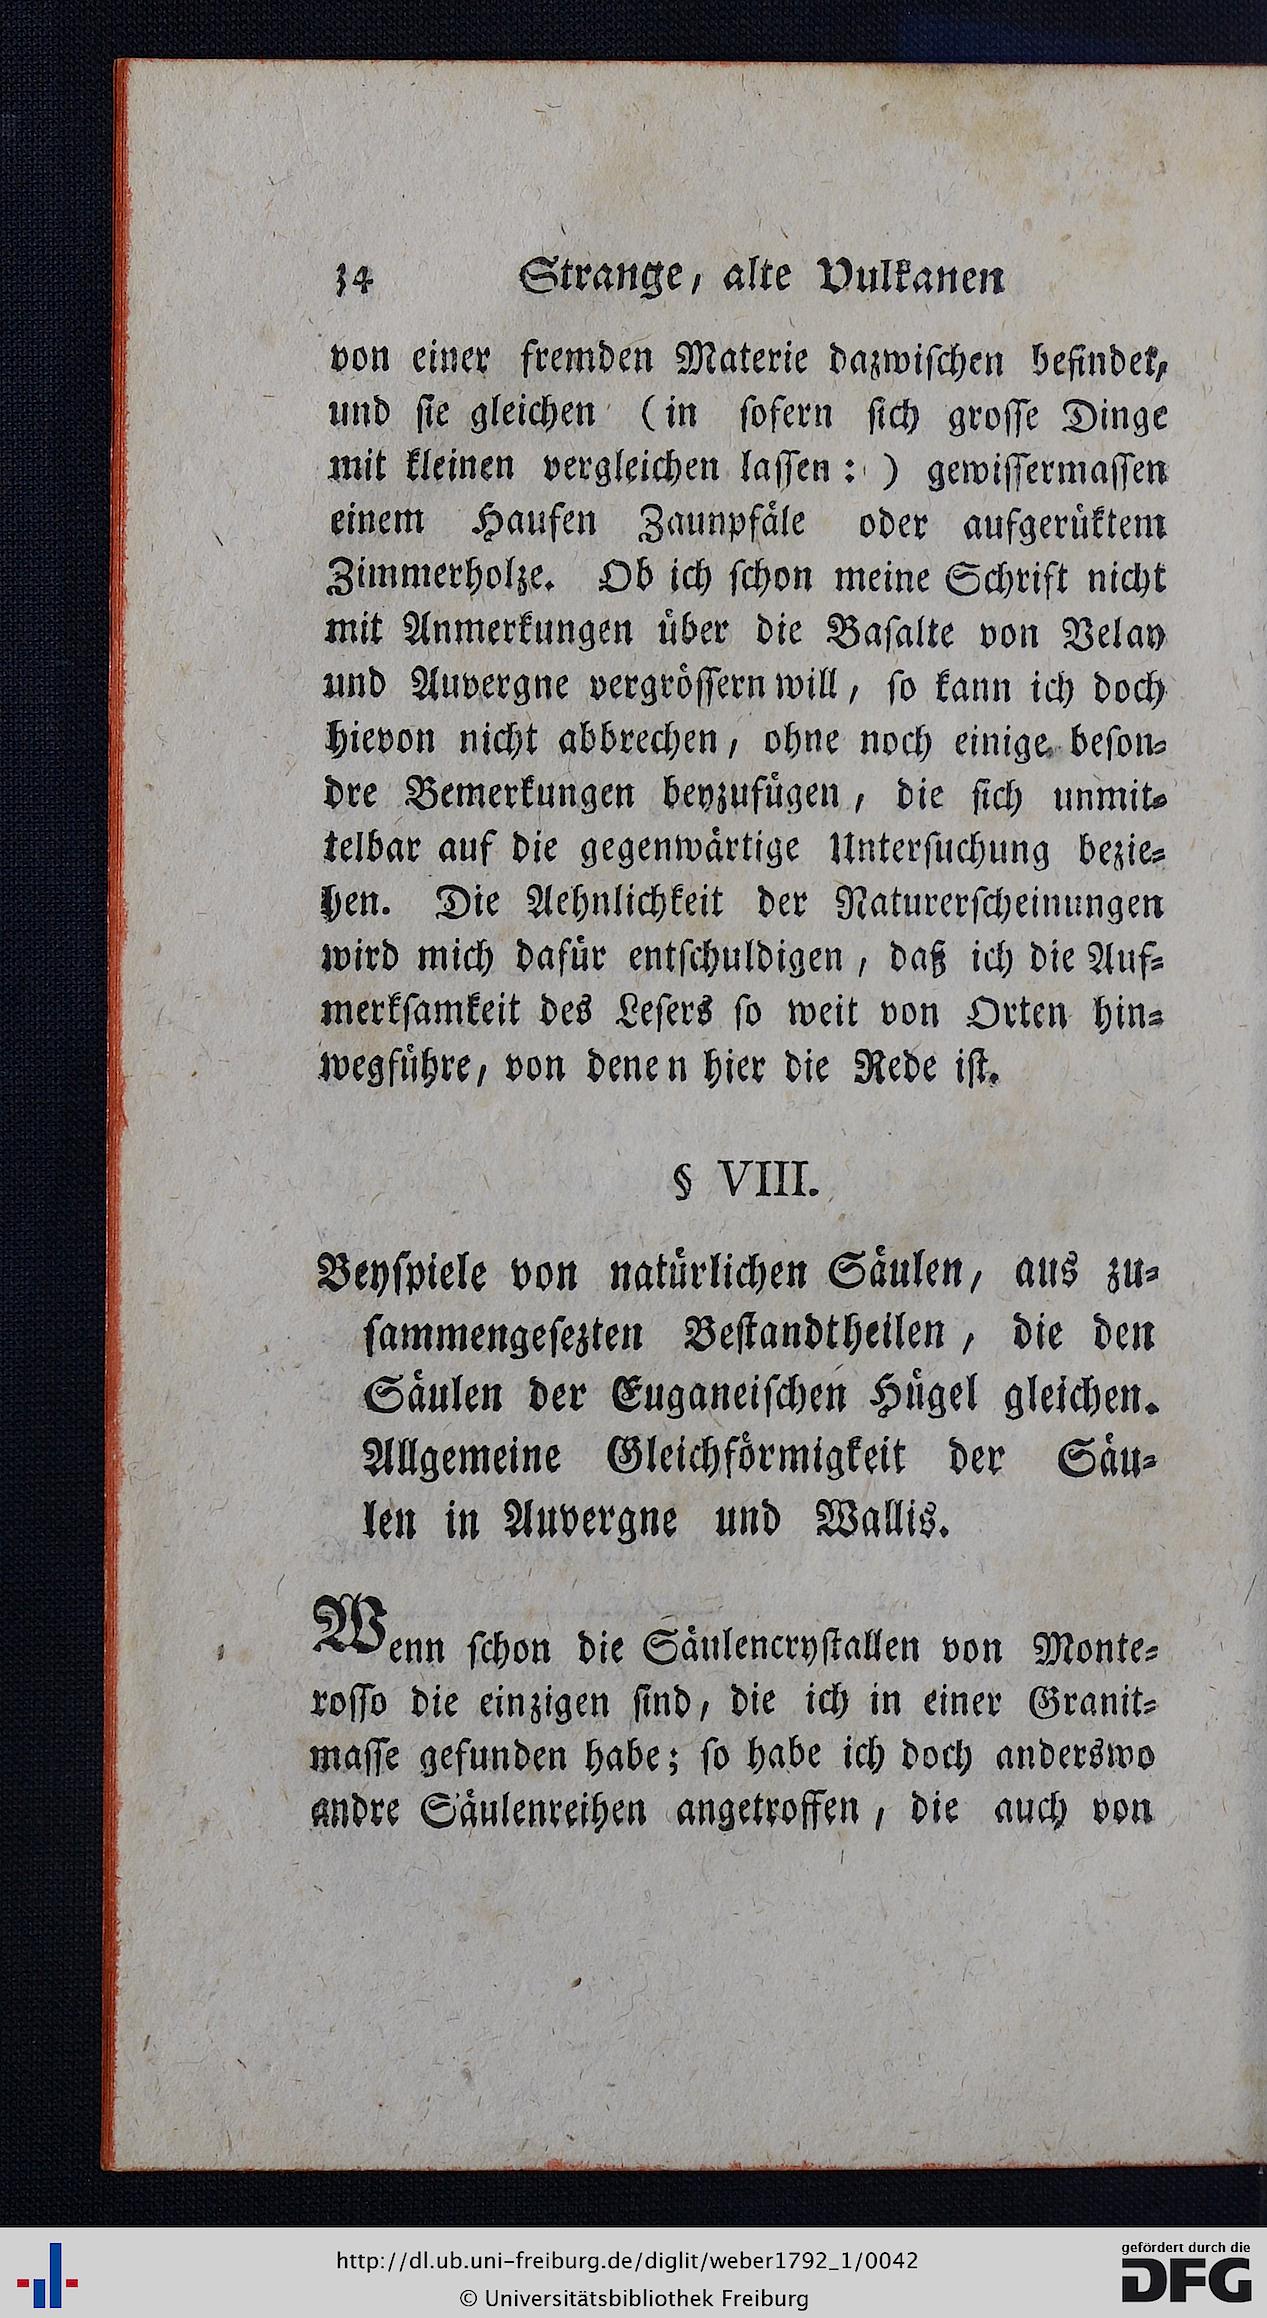 34 Strange, alte Vulkanen
von einer fremden Materie dazwiſchen befindet,
und ſie gleichen (in ſofern ſich groſſe Dinge
mit kleinen vergleichen laſſen: ) gewiſſermaſſen
einem Haufen Zaunpfäle oder aufgerüktem
Zimmerholze. Ob ich ſchon meine Schrift nicht
mit Anmerkungen über die Baſalte von Velay
und Auvergne vergröſſern will, ſo kann ich doch
hievon nicht abbrechen, ohne noch einige beſon⸗
dre Bemerkungen beyzufügen, die ſich unmit⸗
telbar auf die gegenwärtige Unterſuchung bezie⸗
hen. Die Aehnlichkeit der Naturerſcheinungen
wird mich dafür entſchuldigen, daß ich die Auf⸗
merkſamkeit des Leſers ſo weit von Orten hin⸗
wegführe, von denen hier die Rede iſt.
§ VIII.
Beyſpiele von natürlichen Säulen, aus zu⸗
ſammengeſezten Beſtandtheilen, die den
Säulen der Euganeiſchen Hügel gleichen.
Allgemeine Gleichförmigkeit der Säu⸗
len in Auvergne und Wallis.
Wenn ſchon die Säulencryſtallen von Monte⸗
roſſo die einzigen ſind, die ich in einer Granit⸗
maſſe gefunden habe; ſo habe ich doch anderswo
andre Säulenreihen angetroffen, die auch von
http://dl.ub.uni-freiburg.de/diglit/weber1792_1/0042
© Universitätsbibliothek Freiburg
gefördert durch die
DFG